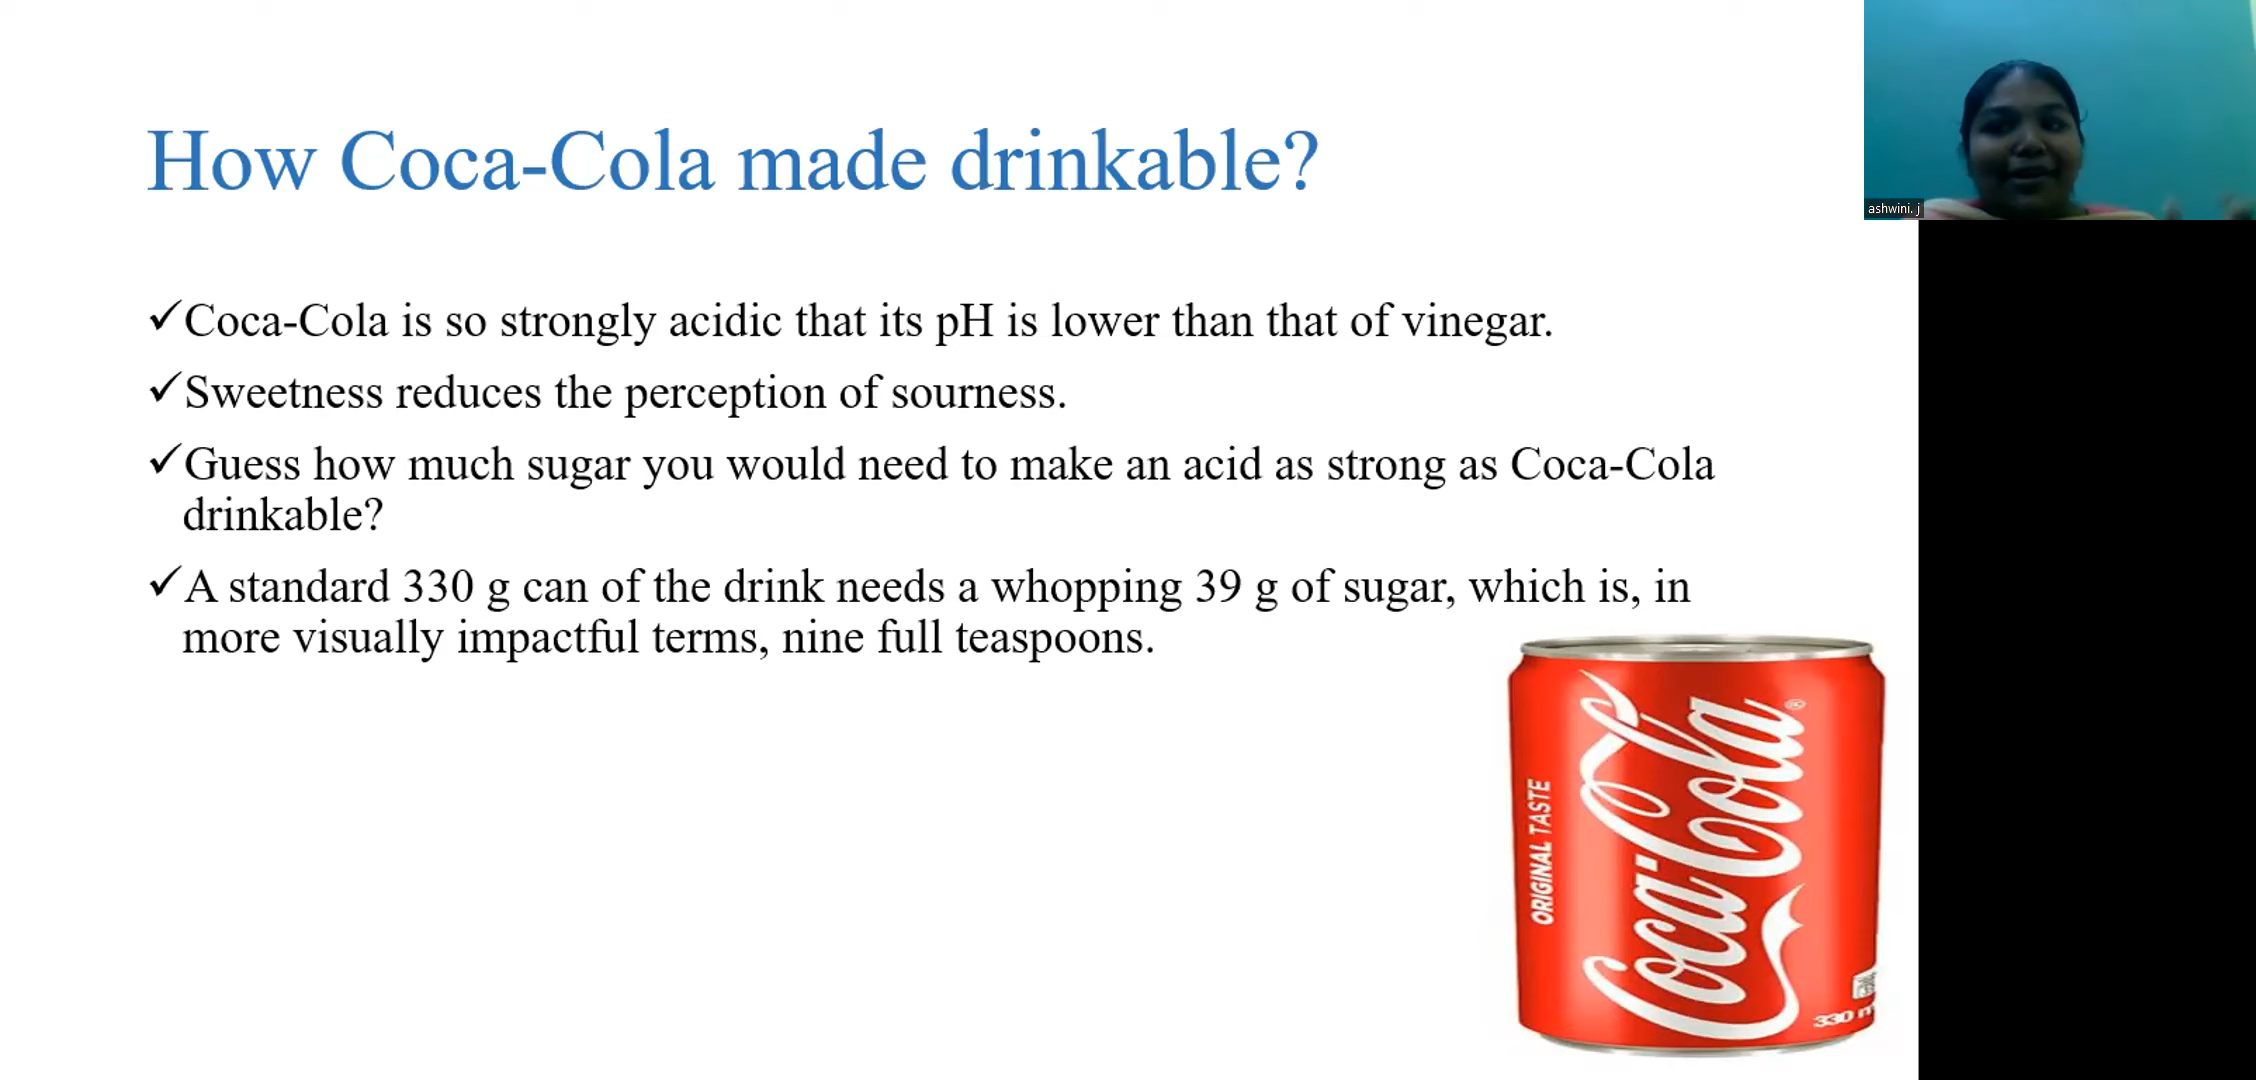 How Coca-Cola made drinkable?
ashwini. j
✓Coca-Cola is so strongly acidic that its pH is lower than that of vinegar.
✓Sweetness reduces the perception of sourness.
✓Guess how much sugar you would need to make an acid as strong as Coca-Cola
drinkable?
✓A standard 330 g can of the drink needs a whopping 39 g of sugar, which is, in
more visually impactful terms, nine full teaspoons.
ORIGINAL TASTE
Coca-Cola®
330